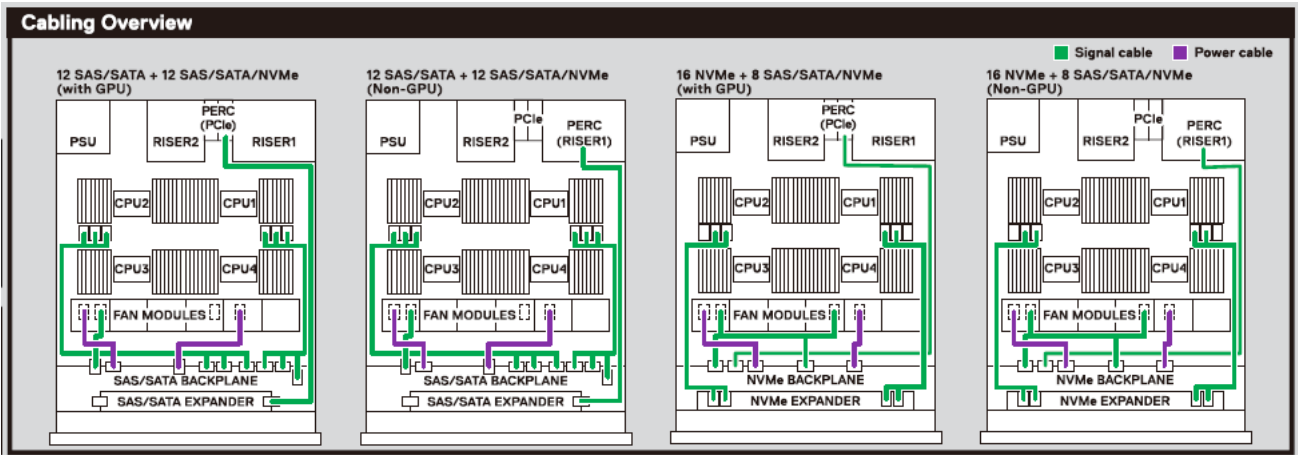 Cabling Overview
Signal cable
Power cable
12 SAS/SATA + 12 SAS/SATA/NVMe
(with GPU)
PERC
(PCIe)
PSU
RISER2
RISER1
CPU2
CPU1
CPU3
CPU4
FAN MODULES
SAS/SATA BACKPLANE
SAS/SATA EXPANDER
12 SAS/SATA + 12 SAS/SATA/NVMe
(Non-GPU)
PCIe
PERC
(RISER1)
PSU
RISER2
CPU2
CPU1
CPU3
CPU4
FAN MODULES
SAS/SATA BACKPLANE
SAS/SATA EXPANDER
16 NVMe + 8 SAS/SATA/NVMe
(with GPU)
PERC
(PCIe)
PSU
RISER2
RISER1
CPU2
CPU1
CPU3
CPU4
FAN MODULES
NVMe BACKPLANE
NVMe EXPANDER
16 NVMe + 8 SAS/SATA/NVMe
(Non-GPU)
PCIe
PERC
(RISER1)
PSU
RISER2
CPU2
CPU1
CPU3
CPU4
FAN MODULES
NVMe BACKPLANE
NVMe EXPANDER